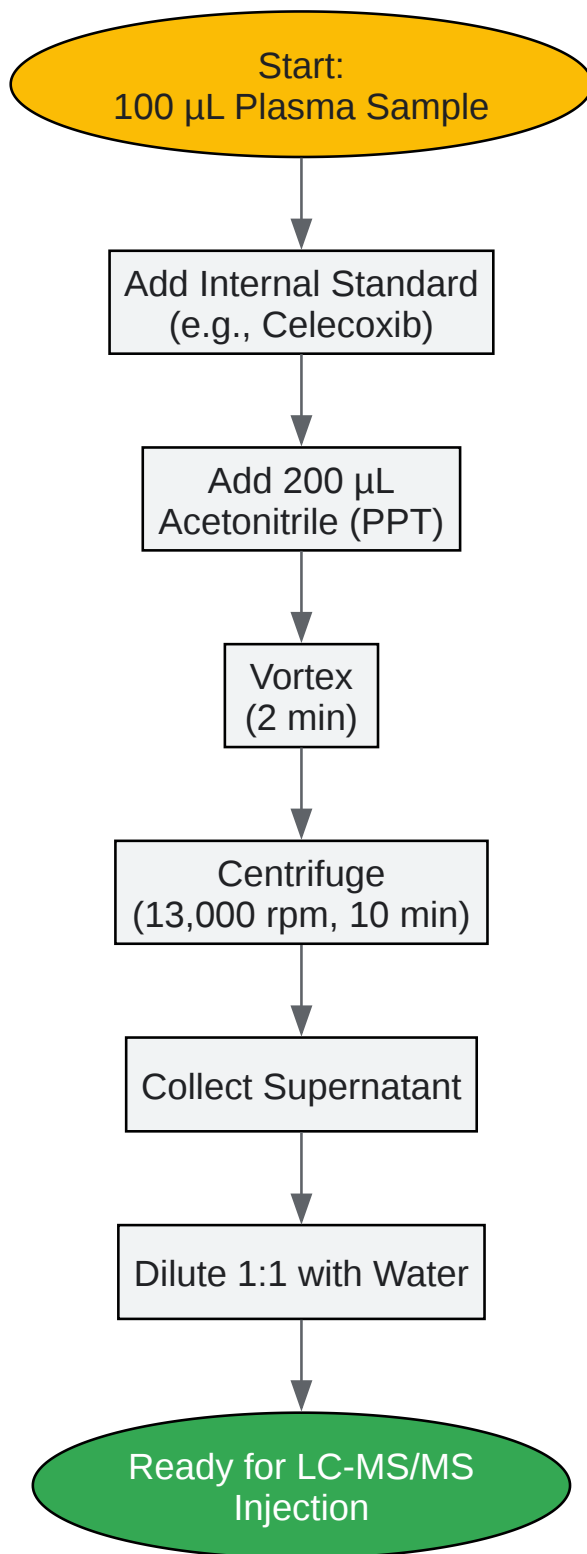 Start:
100 µL Plasma Sample
Add Internal Standard
(e.g., Celecoxib)
Add 200 µL
Acetonitrile (PPT)
Vortex
(2 min)
Centrifuge
(13,000 rpm, 10 min)
Collect Supernatant
Dilute 1:1 with Water
Ready for LC-MS/MS
Injection